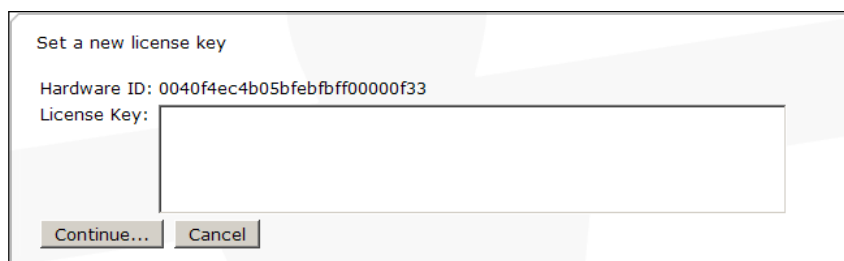 Set a new license key
Hardware ID: 0040f4ec4b05bfebfbff00000f33
License Key:
Continue... Cancel